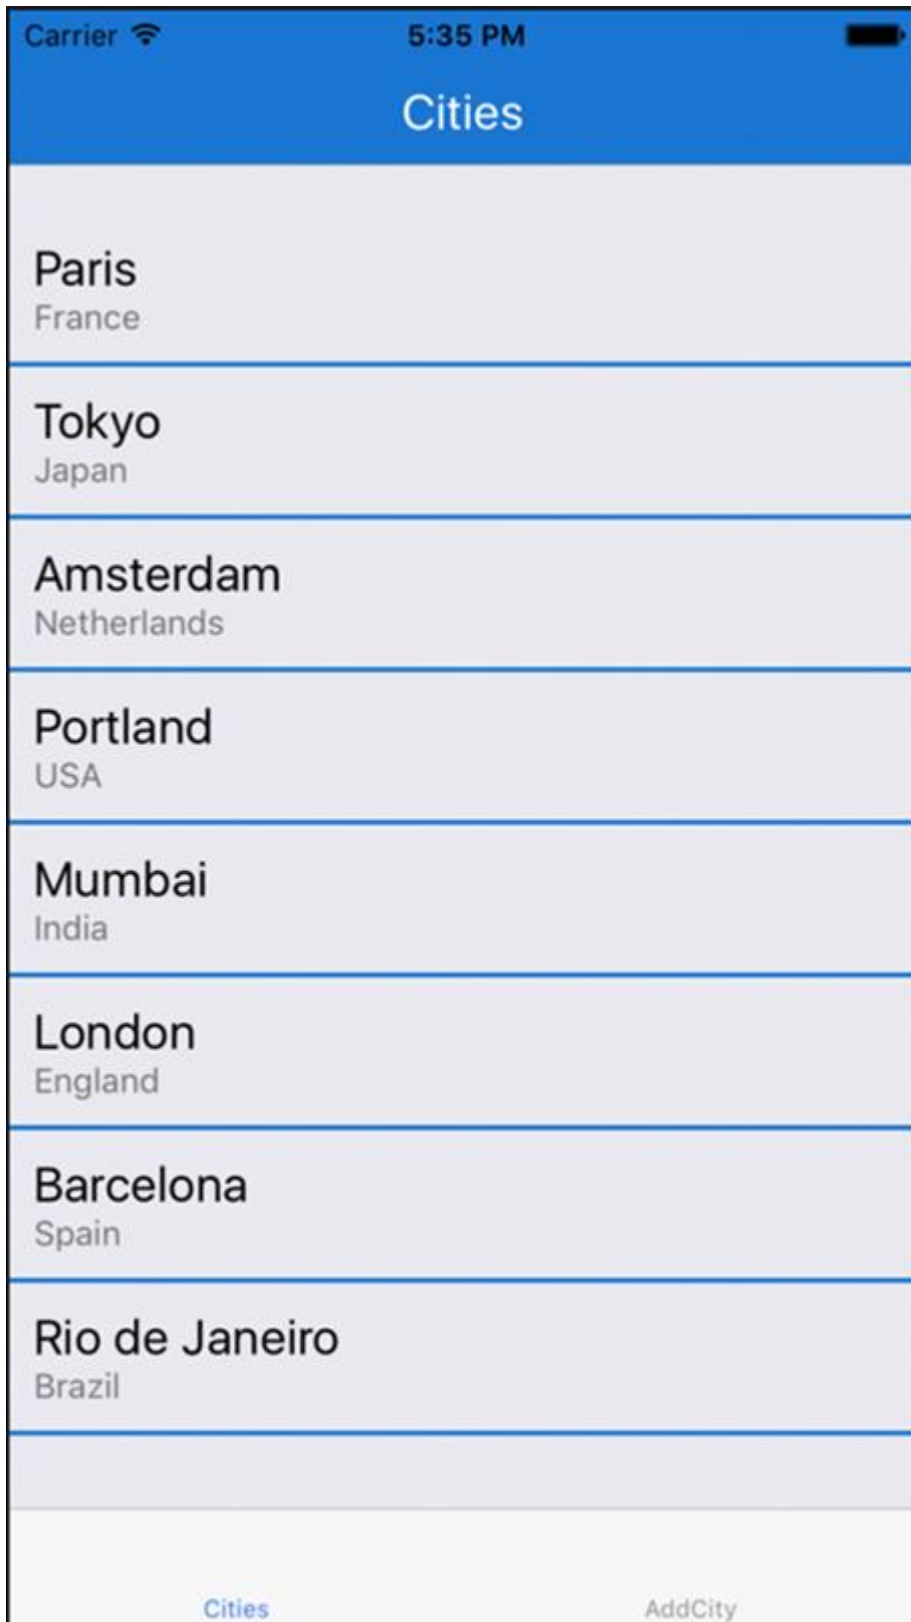 Carrier
5:35 PM
Cities
Paris
France
Tokyo
Japan
Amsterdam
Netherlands
Portland
USA
Mumbai
India
London
England
Barcelona
Spain
Rio de Janeiro
Brazil
Cities
AddCity